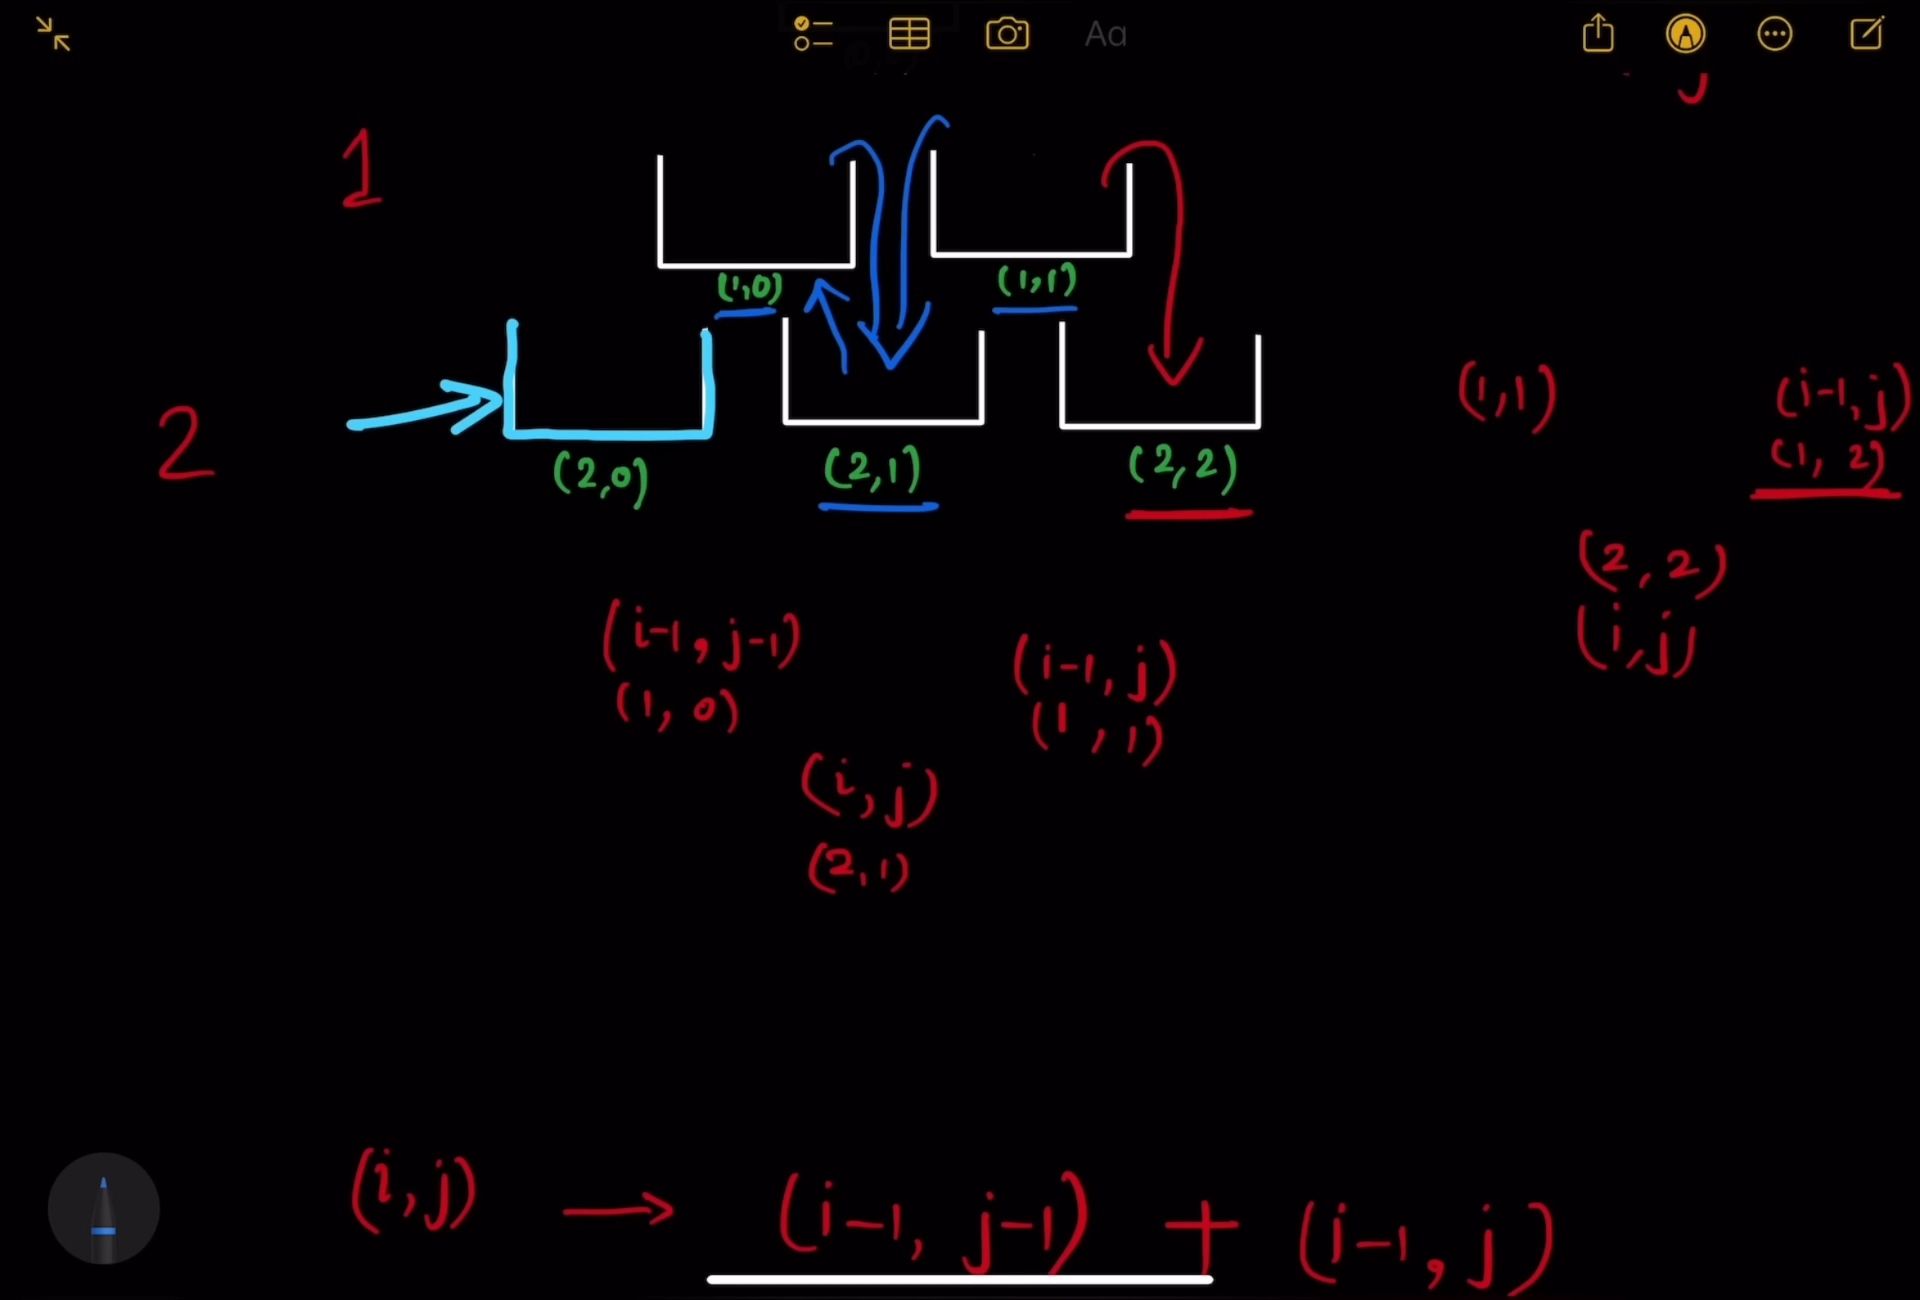 Aa
1
(1,0) (1,1)
2
(2,0) (2,1) (2,2)
(1,1) (i-1,j)
(1, 2)
(2, 2)
(i,j)
(i-1, j-1) (i-1, j)
(1, 0) (1, 1)
(i, j)
(2, 1)
(i,j) → (i-1, j-1) + (i-1, j)